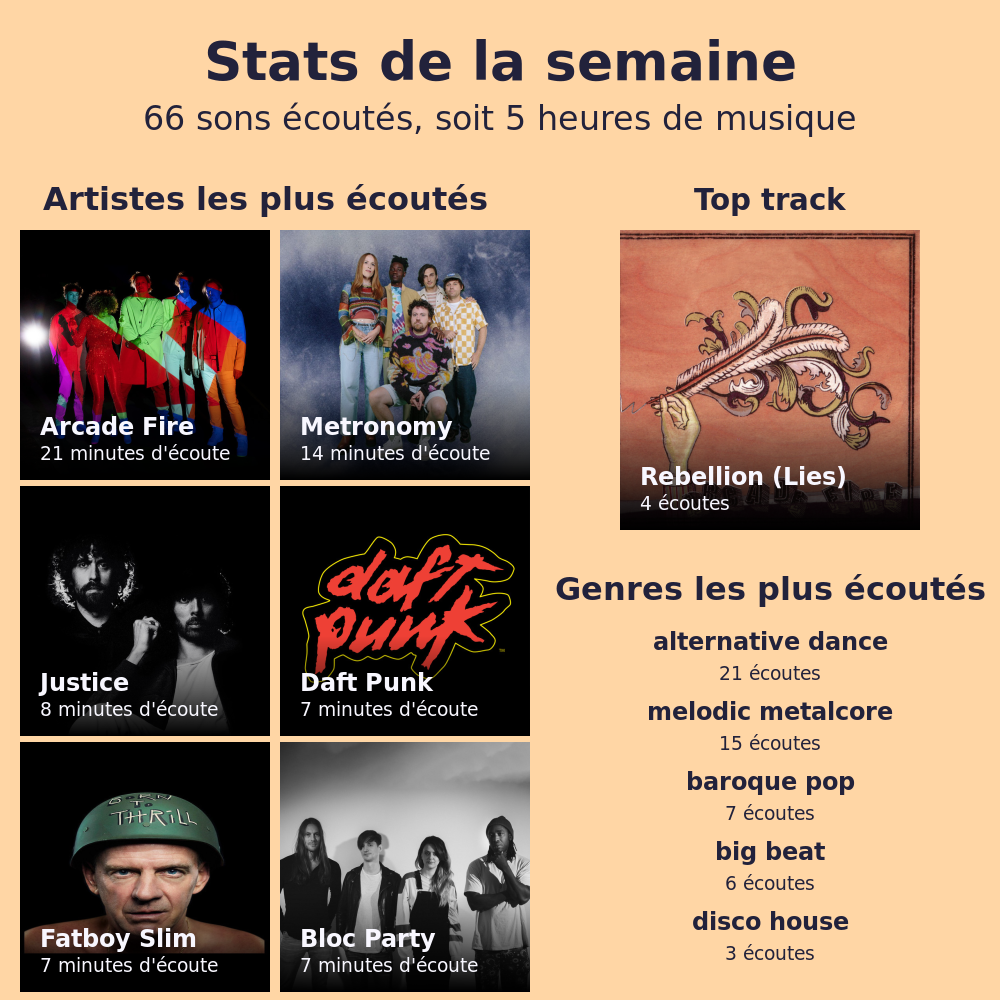 Stats de la semaine
66 sons écoutés, soit 5 heures de musique
Artistes les plus écoutés
Arcade Fire
21 minutes d'écoute
Metronomy
14 minutes d'écoute
Justice
8 minutes d'écoute
daft
punk
Daft Punk
7 minutes d'écoute
BORN
TO
THRILL
Fatboy Slim
7 minutes d'écoute
Bloc Party
7 minutes d'écoute
Top track
Rebellion (Lies)
4 écoutes
Genres les plus écoutés
alternative dance
21 écoutes
melodic metalcore
15 écoutes
baroque pop
7 écoutes
big beat
6 écoutes
disco house
3 écoutes